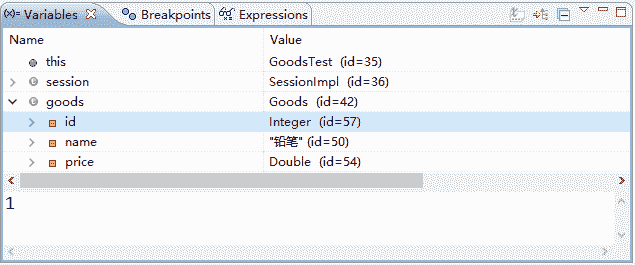 (x)= Variables Breakpoints Expressions
Name Value
this GoodsTest (id=35)
session SessionImpl (id=36)
goods Goods (id=42)
id Integer (id=57)
name "铅笔" (id=50)
price Double (id=54)
1